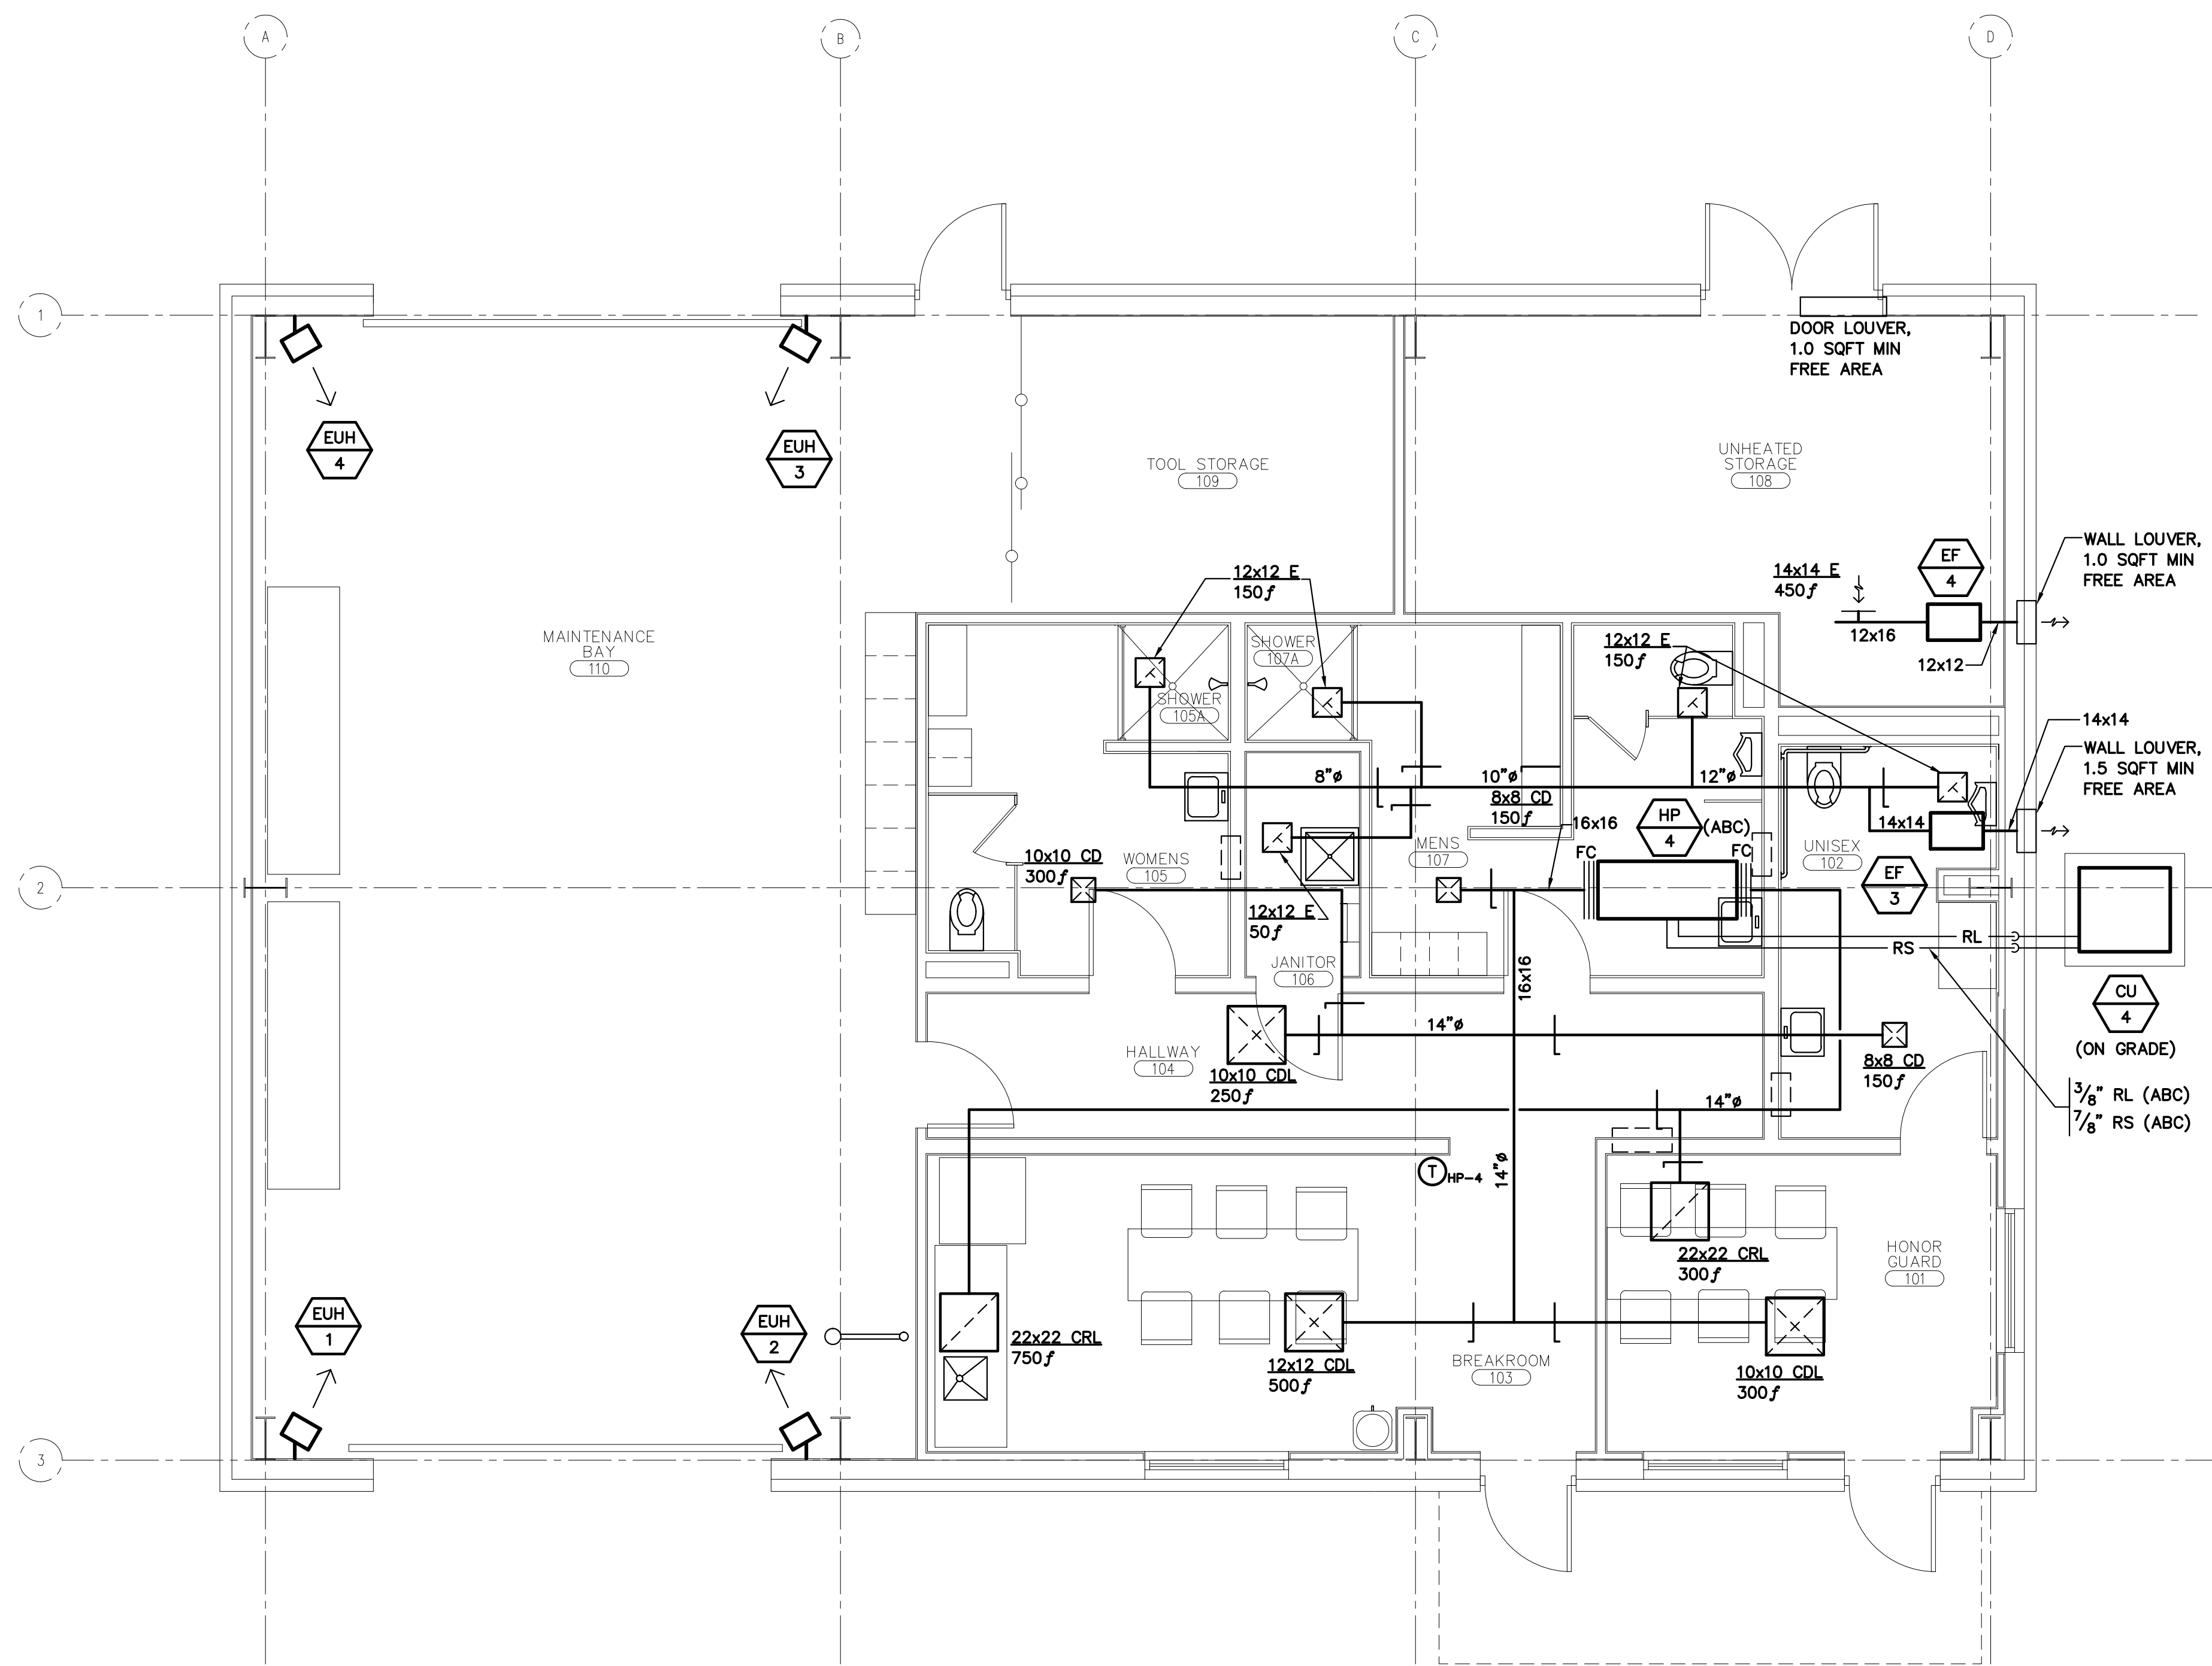 A
B
C
D
1
DOOR LOUVER,
1.0 SQFT MIN
FREE AREA
EUH
4
EUH
3
TOOL STORAGE
109
UNHEATED
STORAGE
108
WALL LOUVER,
1.0 SQFT MIN
FREE AREA
EF
4
14x14 E
450ƒ
12x16
12x12
12x12 E
150ƒ
MAINTENANCE
BAY
110
SHOWER
107A
SHOWER
105A
12x12 E
150ƒ
14x14
WALL LOUVER,
1.5 SQFT MIN
FREE AREA
8"ø
10"ø
12"ø
8x8 CD
150ƒ
16x16
HP
4
(ABC)
14x14
FC
FC
UNISEX
102
MENS
107
WOMENS
105
10x10 CD
300ƒ
EF
3
2
12x12 E
50ƒ
RL
RS
JANITOR
106
16x16
CU
4
(ON GRADE)
14"ø
HALLWAY
104
10x10 CDL
250ƒ
8x8 CD
150ƒ
3/8" RL (ABC)
7/8" RS (ABC)
14"ø
14"ø
T
HP-4
HONOR
GUARD
101
22x22 CRL
300ƒ
EUH
1
EUH
2
22x22 CRL
750ƒ
12x12 CDL
500ƒ
BREAKROOM
103
10x10 CDL
300ƒ
3